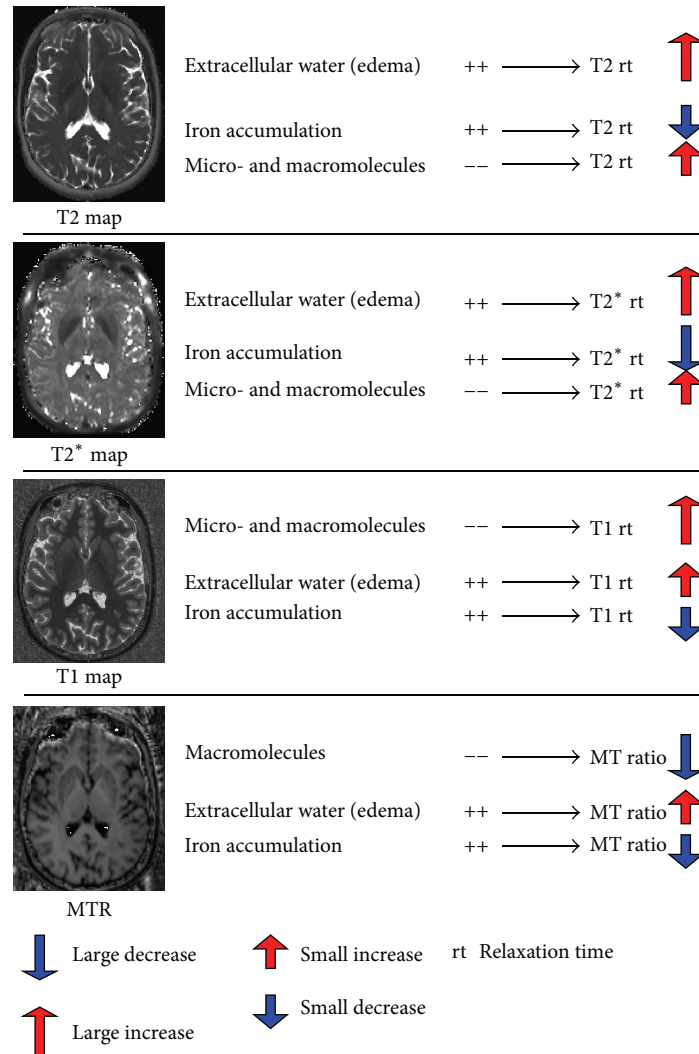 Extracellular water (edema) ++ T2 rt
Iron accumulation ++ T2 rt
Micro- and macromolecules -- T2 rt
T2 map
Extracellular water (edema) ++ T2* rt
Iron accumulation ++ T2* rt
Micro- and macromolecules -- T2* rt
T2* map
Micro- and macromolecules -- T1 rt
Extracellular water (edema) ++ T1 rt
Iron accumulation ++ T1 rt
T1 map
Macromolecules -- MT ratio
Extracellular water (edema) ++ MT ratio
Iron accumulation ++ MT ratio
MTR
Large decrease Small increase rt Relaxation time
Large increase Small decrease